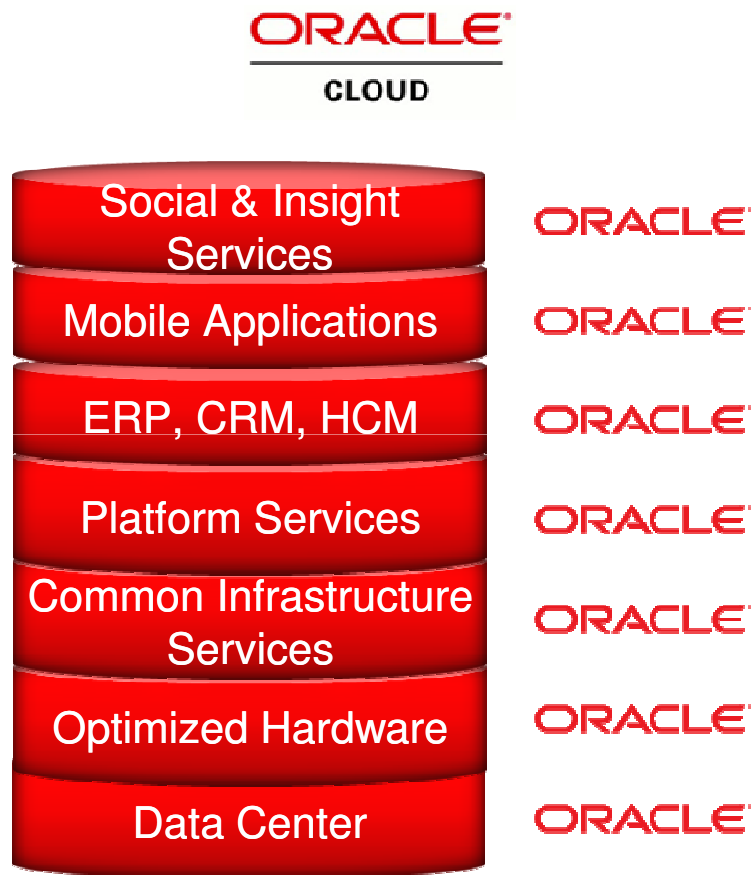 ORACLE
CLOUD
Social & Insight
Services
ORACLE
Mobile Applications
ORACLE
ERP, CRM, HCM
ORACLE
Platform Services
ORACLE
Common Infrastructure
Services
ORACLE
Optimized Hardware
ORACLE
Data Center
ORACLE